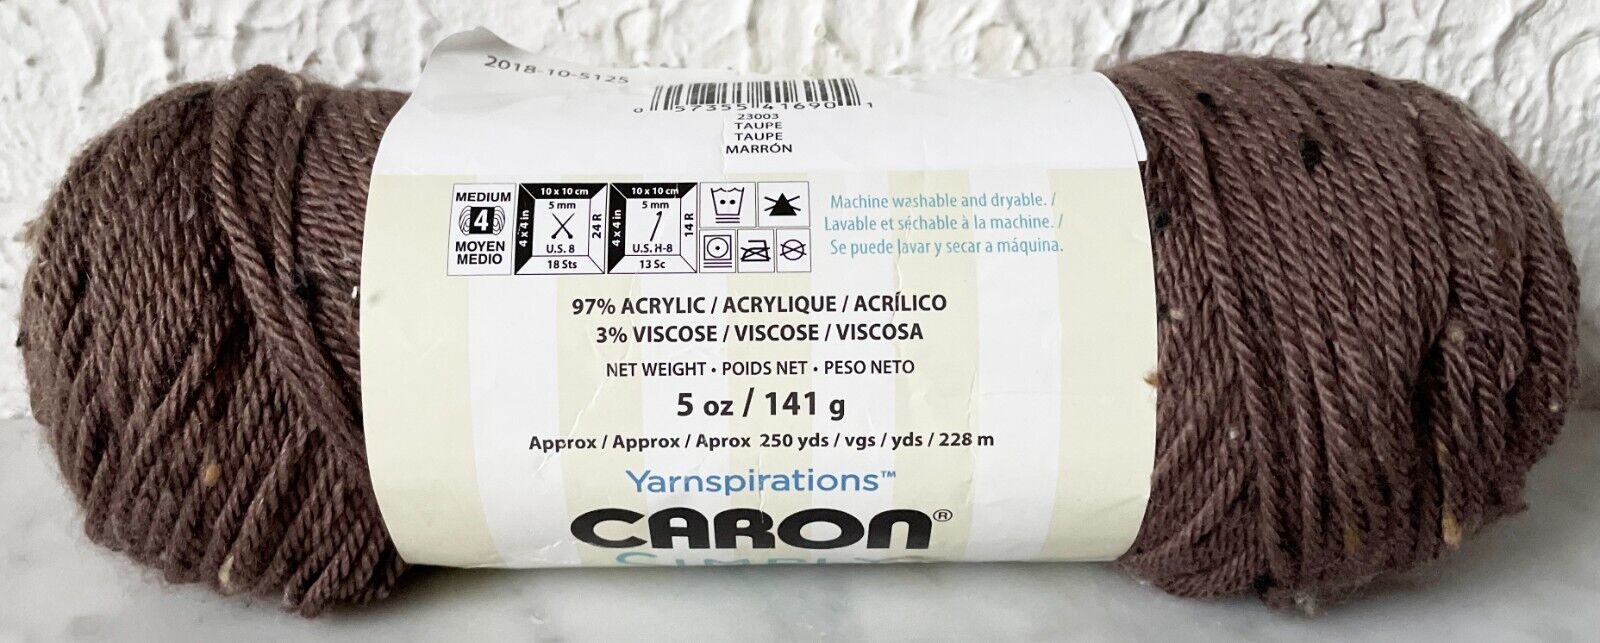 2018-10-5125
0 57355 41690 1
23003
TAUPE
TAUPE
MARRÓN
MEDIUM
4
MOYEN
MEDIO
10 x 10 cm
4 x 4 in
5 mm
24 R
U.S. 8
18 Sts
10 x 10 cm
4 x 4 in
5 mm
14 R
U.S. H-8
13 Sc
Machine washable and dryable. /
Lavable et séchable à la machine. /
Se puede lavar y secar a máquina.
97% ACRYLIC / ACRYLIQUE / ACRÍLICO
3% VISCOSE / VISCOSE / VISCOSA
NET WEIGHT • POIDS NET • PESO NETO
5 oz / 141 g
Approx / Approx / Aprox 250 yds / vgs / yds / 228 m
Yarnspirations™
CARON®
SIMPLY